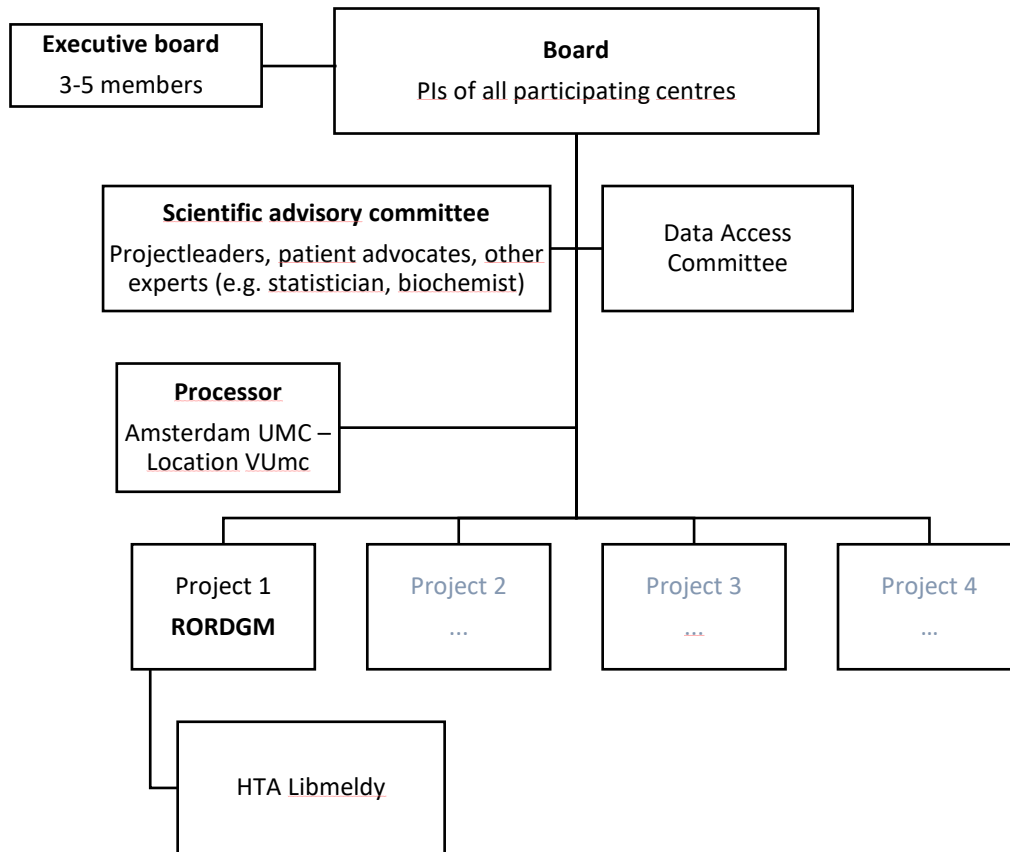 Executive board
3-5 members
Board
PIs of all participating centres
Scientific advisory committee
Projectleaders, patient advocates, other
experts (e.g. statistician, biochemist)
Data Access
Committee
Processor
Amsterdam UMC –
Location VUmc
Project 1
RORDGM
Project 2
...
Project 3
...
Project 4
...
HTA Libmeldy